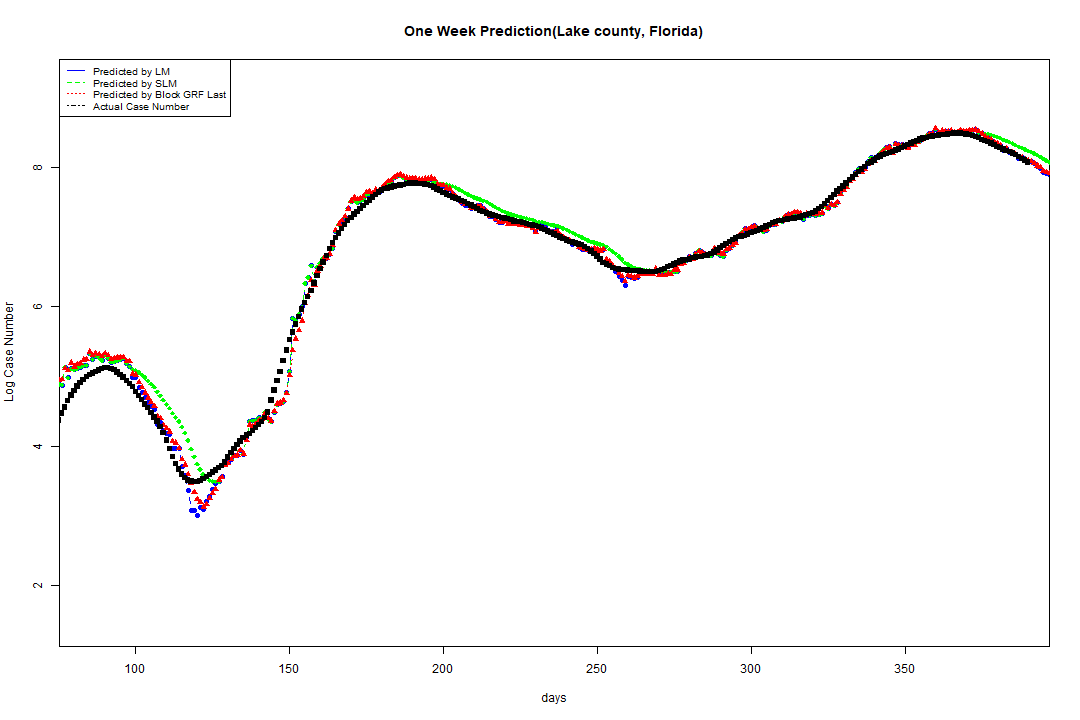 One Week Prediction(Lake county, Florida)
Predicted by LM
Predicted by SLM
Predicted by Block GRF Last
Actual Case Number
8
6
4
2
Log Case Number
100 150 200 250 300 350
days